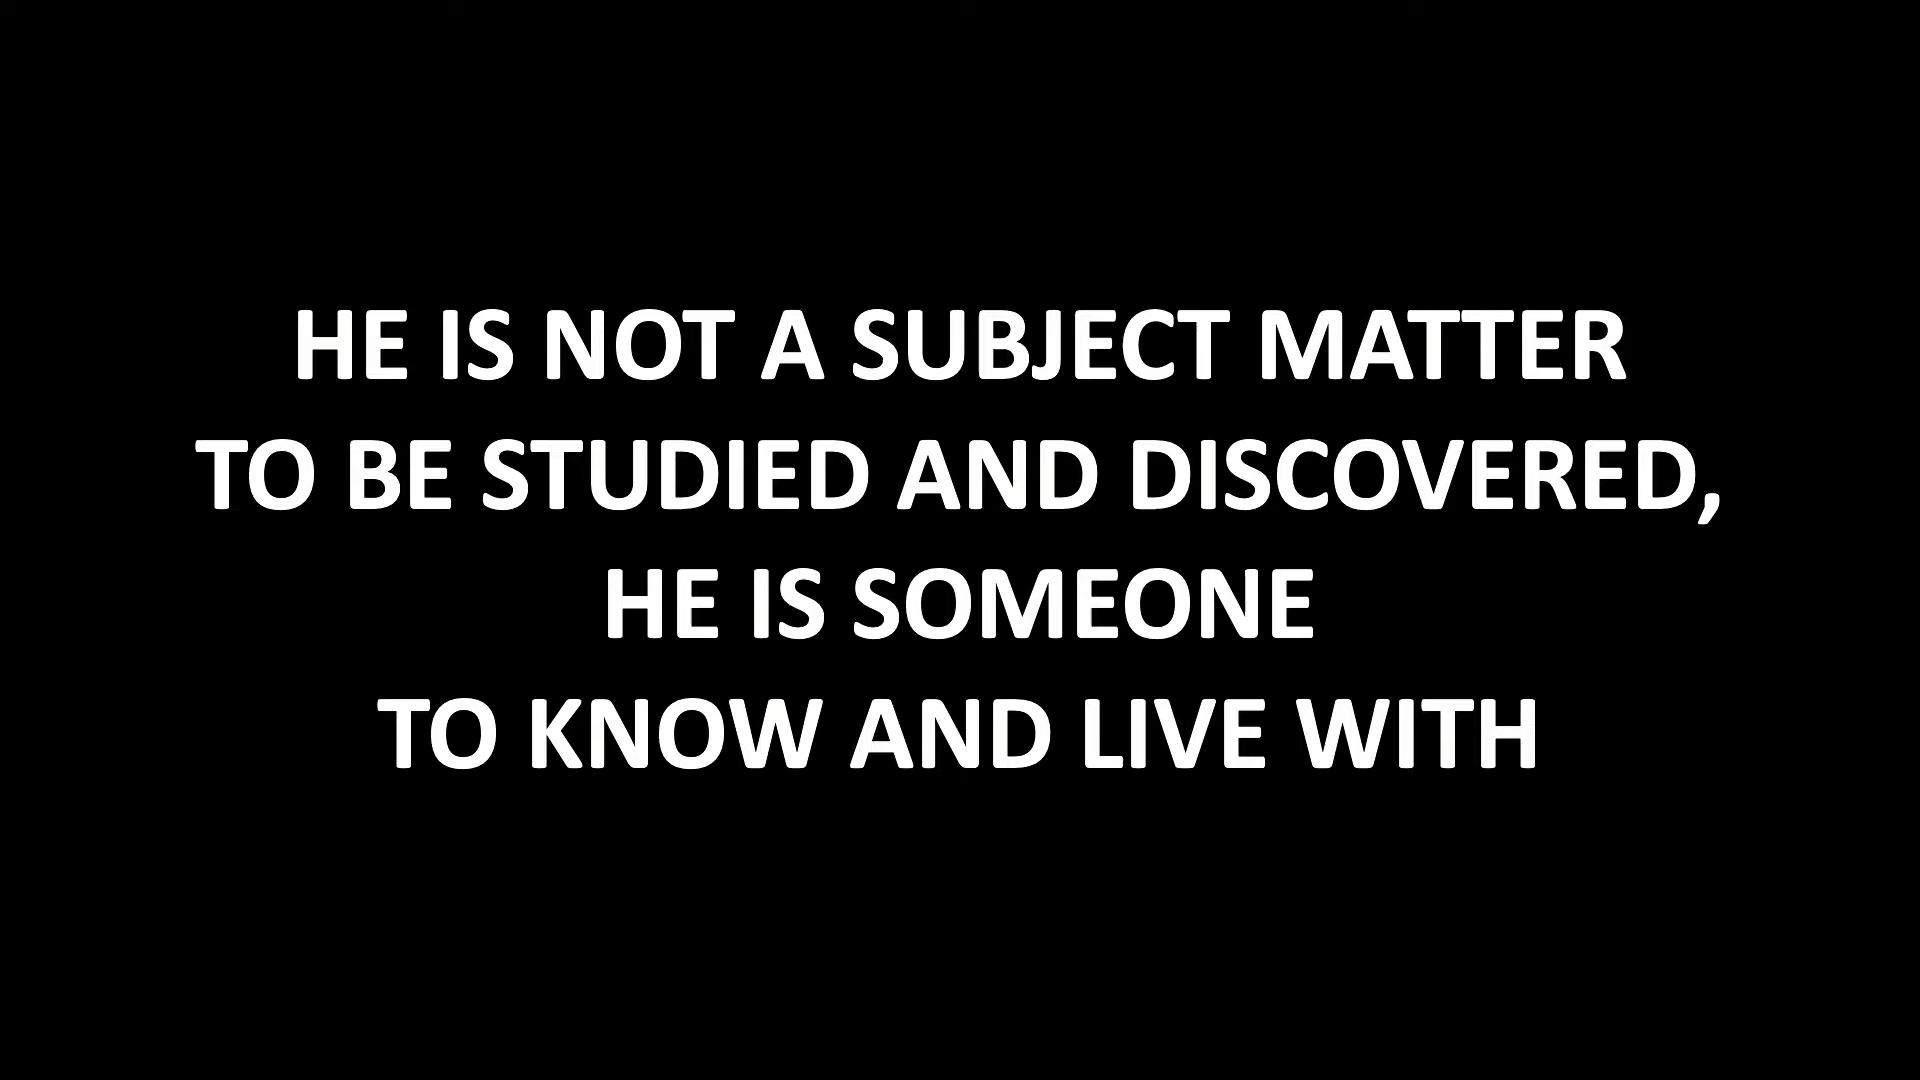 HE IS NOT A SUBJECT MATTER
TO BE STUDIED AND DISCOVERED,
HE IS SOMEONE
TO KNOW AND LIVE WITH